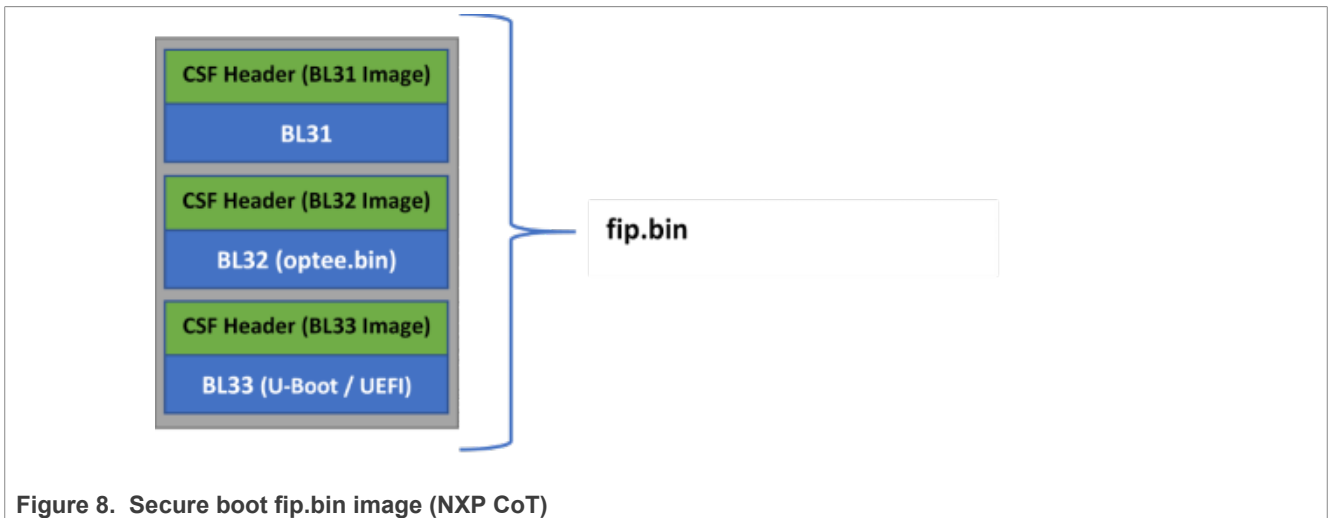 CSF Header (BL31 Image)
BL31
CSF Header (BL32 Image)
BL32 (optee.bin)
CSF Header (BL33 Image)
BL33 (U-Boot / UEFI)
fip.bin
Figure 8. Secure boot fip.bin image (NXP CoT)